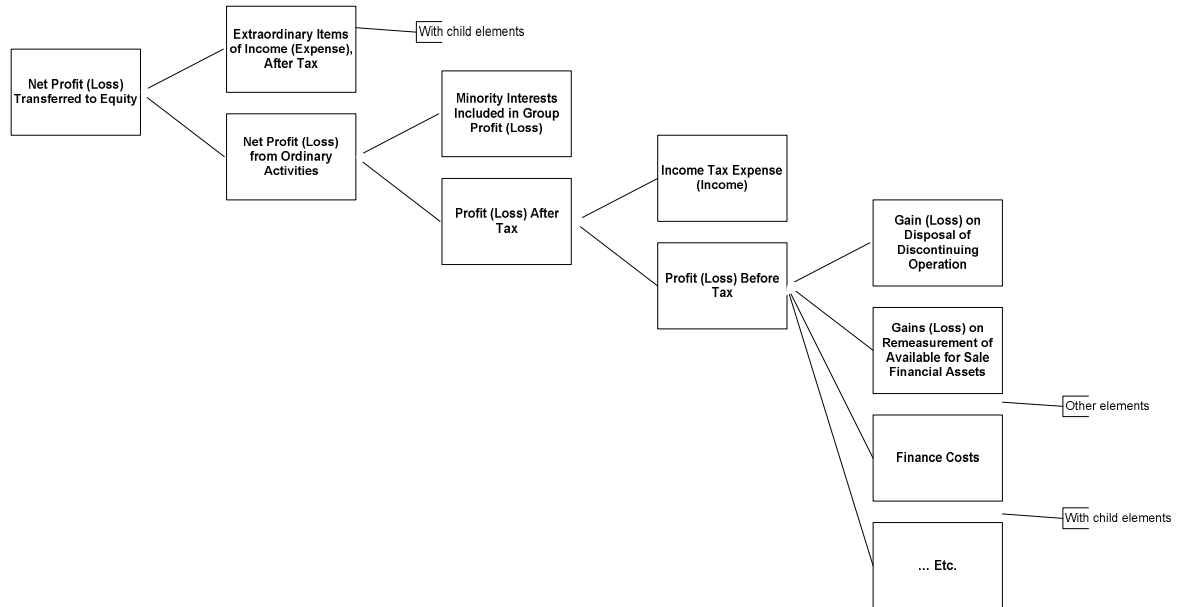 Extraordinary Items
of Income (Expense),
After Tax
With child elements
Net Profit (Loss)
Transferred to Equity
Minority Interests
Included in Group
Profit (Loss)
Net Profit (Loss)
from Ordinary
Activities
Income Tax Expense
(Income)
Profit (Loss) After
Tax
Gain (Loss) on
Disposal of
Discontinuing
Operation
Profit (Loss) Before
Tax
Gains (Loss) on
Remeasurement of
Available for Sale
Financial Assets
Other elements
Finance Costs
With child elements
... Etc.